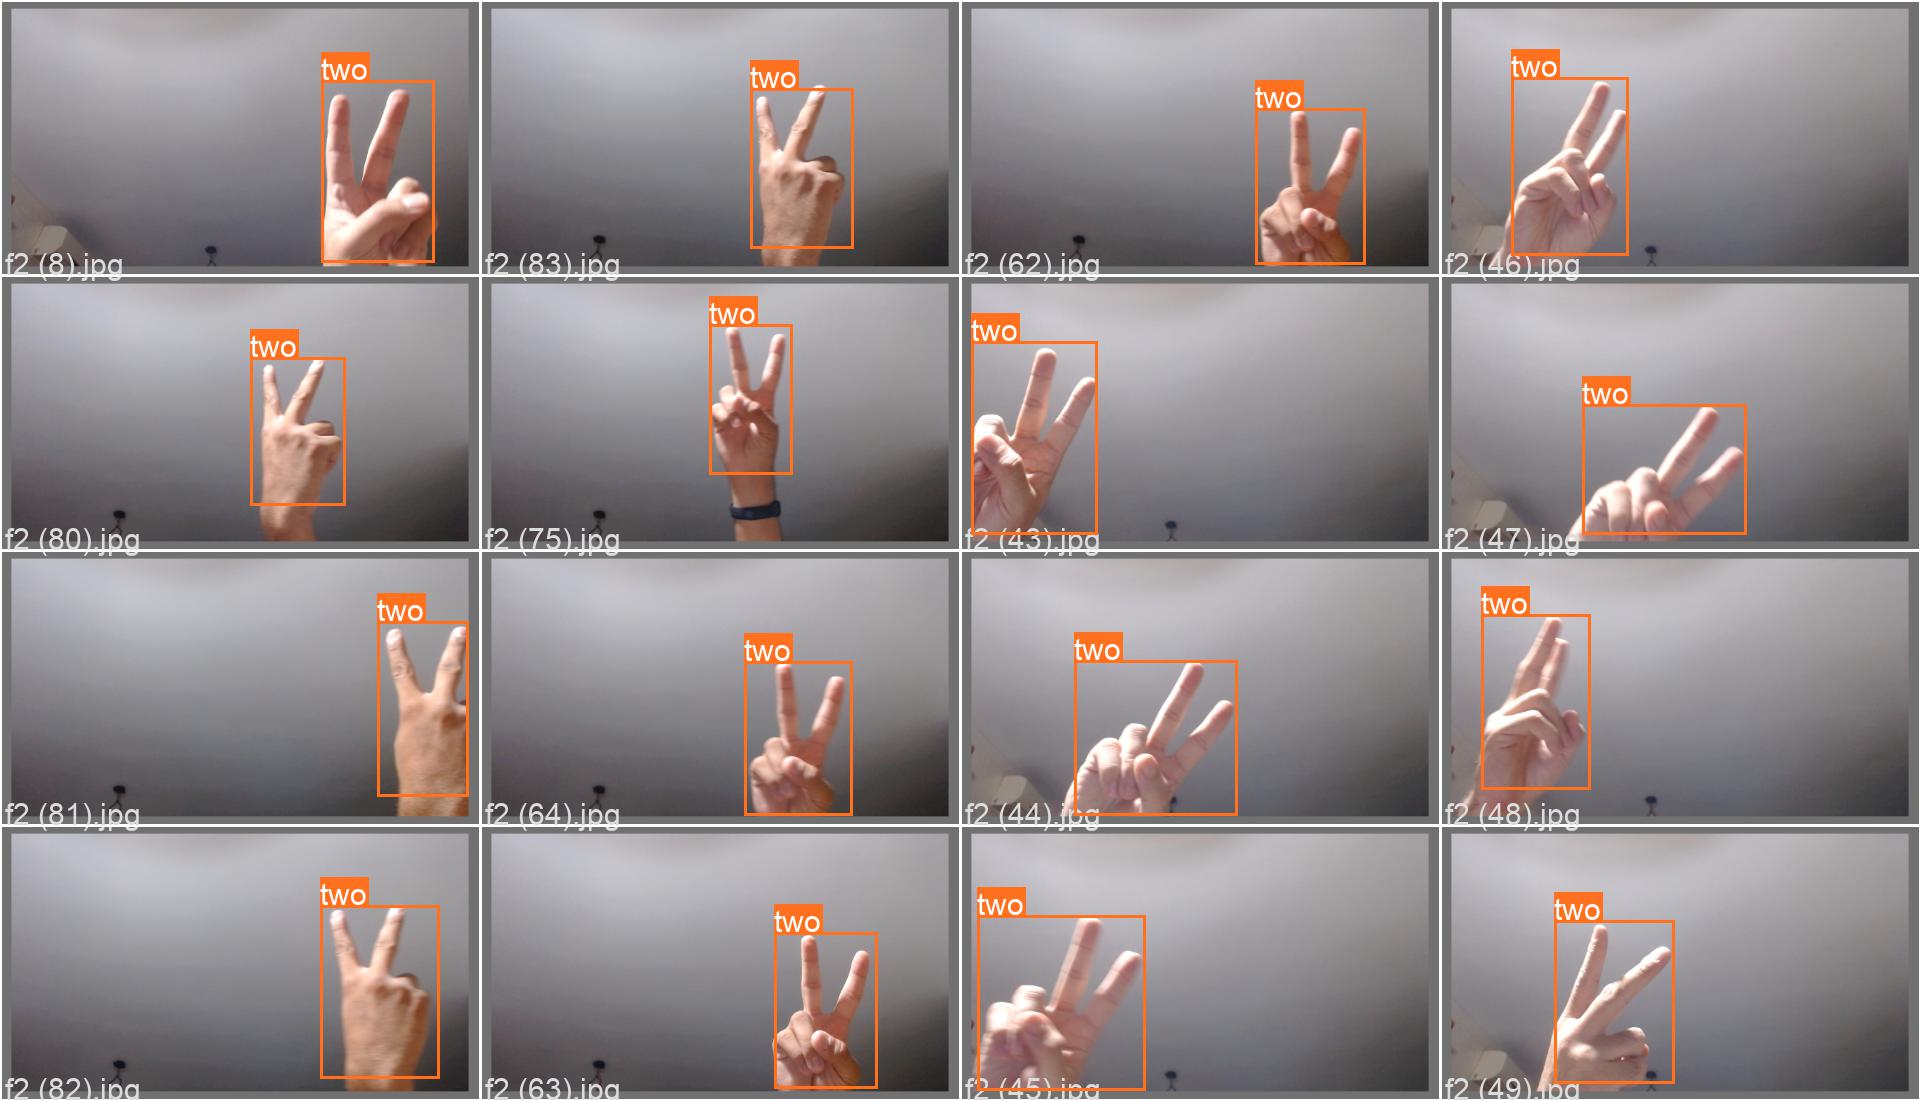 two
two
two
two
f2 (8).jpg
f2 (83).jpg
f2 (62).jpg
f2 (46).jpg
two
two
two
two
f2 (80).jpg
f2 (75).jpg
f2 (43).jpg
f2 (47).jpg
two
two
two
two
f2 (81).jpg
f2 (64).jpg
f2 (44).jpg
f2 (48).jpg
two
two
two
two
f2 (82).jpg
f2 (63).jpg
f2 (45).jpg
f2 (49).jpg